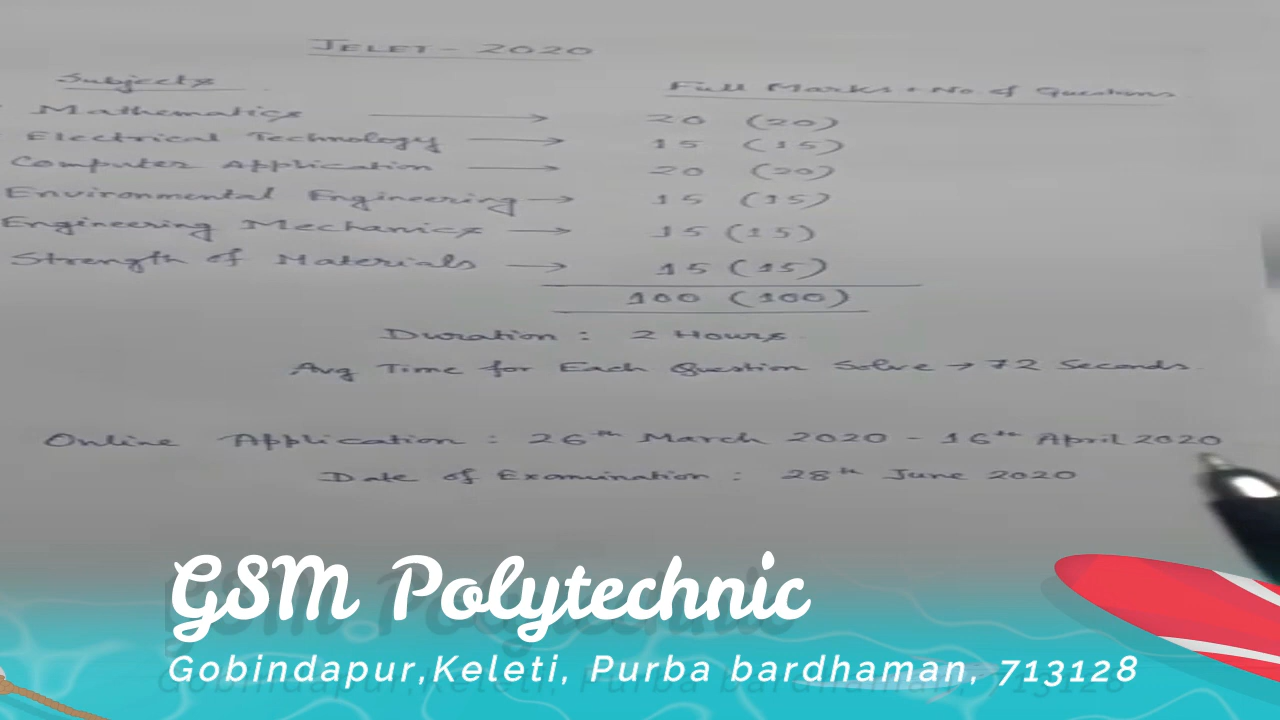 JELET - 2020
Subjects
Full Marks & No. of Questions
Mathematics → 20 (20)
Electrical Technology → 15 (15)
Computer Application → 20 (20)
Environmental Engineering → 15 (15)
Engineering Mechanics → 15 (15)
Strength of Materials → 15 (15)
100 (100)
Duration : 2 Hours
Avg Time for Each Question Solve → 72 Seconds
Online Application : 26th March 2020 - 16th April 2020
Date of Examination : 28th June 2020
GSM Polytechnic
Gobindapur,Keleti, Purba bardhaman, 713128